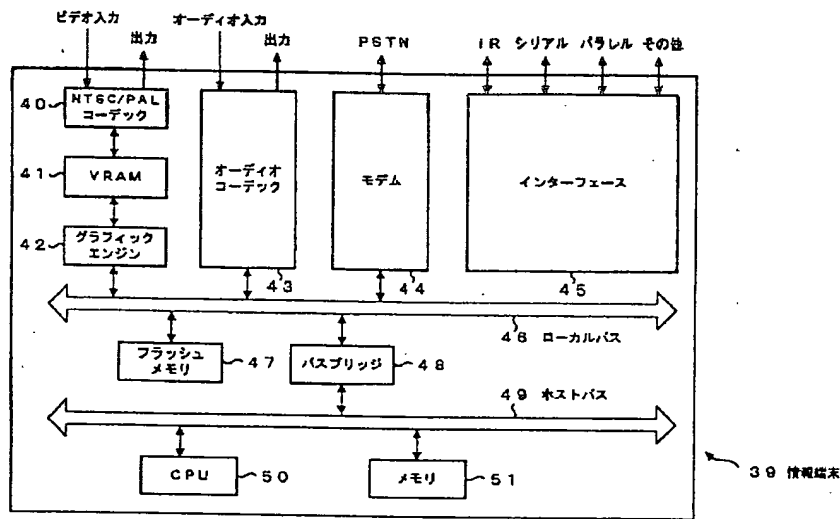 ビデオ入力
出力
オーディオ入力
出力
PSTN
IR シリアル パラレル その他
40
NTSC/PAL
コーデック
41
VRAM
42
グラフィック
エンジン
オーディオ
コーデック
43
モデム
44
インターフェース
45
46 ローカルバス
フラッシュ
メモリ
47
バスブリッジ
48
49 ホストバス
CPU
50
メモリ
51
39 情報端末